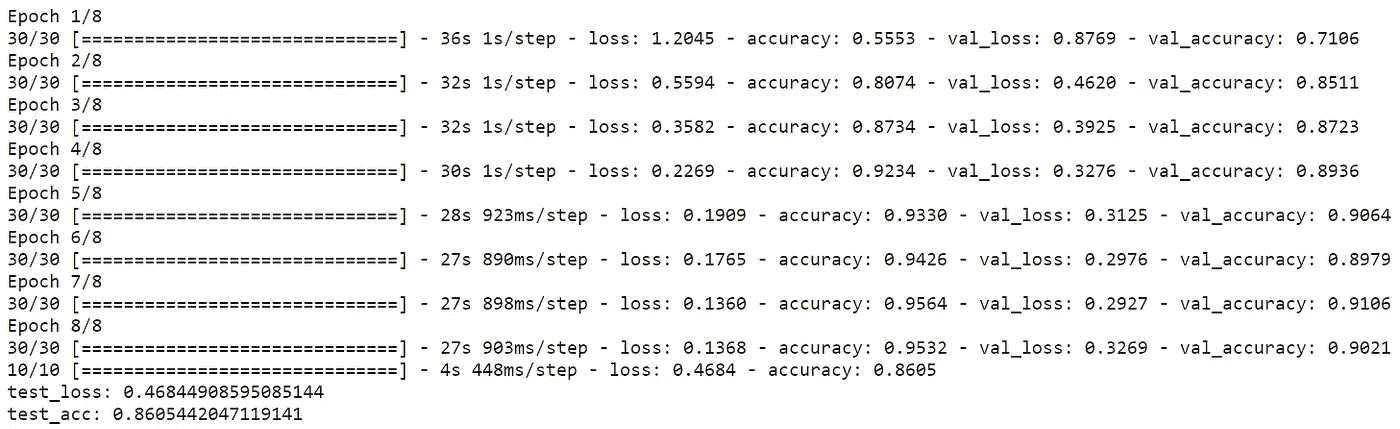 Epoch 1/8
30/30 [==============================] - 36s 1s/step - loss: 1.2045 - accuracy: 0.5553 - val_loss: 0.8769 - val_accuracy: 0.7106
Epoch 2/8
30/30 [==============================] - 32s 1s/step - loss: 0.5594 - accuracy: 0.8074 - val_loss: 0.4620 - val_accuracy: 0.8511
Epoch 3/8
30/30 [==============================] - 32s 1s/step - loss: 0.3582 - accuracy: 0.8734 - val_loss: 0.3925 - val_accuracy: 0.8723
Epoch 4/8
30/30 [==============================] - 30s 1s/step - loss: 0.2269 - accuracy: 0.9234 - val_loss: 0.3276 - val_accuracy: 0.8936
Epoch 5/8
30/30 [==============================] - 28s 923ms/step - loss: 0.1909 - accuracy: 0.9330 - val_loss: 0.3125 - val_accuracy: 0.9064
Epoch 6/8
30/30 [==============================] - 27s 890ms/step - loss: 0.1765 - accuracy: 0.9426 - val_loss: 0.2976 - val_accuracy: 0.8979
Epoch 7/8
30/30 [==============================] - 27s 898ms/step - loss: 0.1360 - accuracy: 0.9564 - val_loss: 0.2927 - val_accuracy: 0.9106
Epoch 8/8
30/30 [==============================] - 27s 903ms/step - loss: 0.1368 - accuracy: 0.9532 - val_loss: 0.3269 - val_accuracy: 0.9021
10/10 [==============================] - 4s 448ms/step - loss: 0.4684 - accuracy: 0.8605
test_loss: 0.46844908595085144
test_acc: 0.8605442047119141